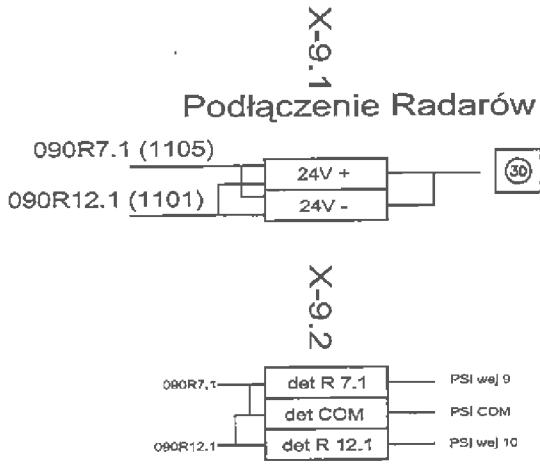 X-9.1
Podłączenie Radarów
090R7.1 (1105)
24V +
30
090R12.1 (1101)
24V -
X-9.2
090R7.1
det R 7.1
PSI wej 9
det COM
PSI COM
090R12.1
det R 12.1
PSI wej 10